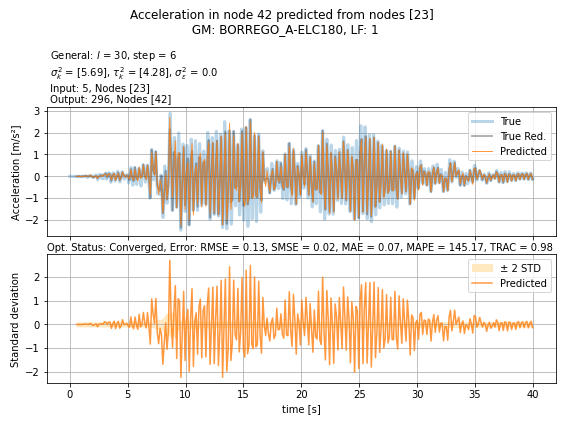 Acceleration in node 42 predicted from nodes [23]
GM: BORREGO_A-ELC180, LF: 1
General: l = 30, step = 6
σ²ₖ = [5.69], τ²ₖ = [4.28], σ²ε = 0.0
Input: 5, Nodes [23]
Output: 296, Nodes [42]
3
2
1
0
−1
−2
Acceleration [m/s²]
True
True Red.
Predicted
Opt. Status: Converged, Error: RMSE = 0.13, SMSE = 0.02, MAE = 0.07, MAPE = 145.17, TRAC = 0.98
2
1
0
−1
−2
Standard deviation
± 2 STD
Predicted
0 5 10 15 20 25 30 35 40
time [s]